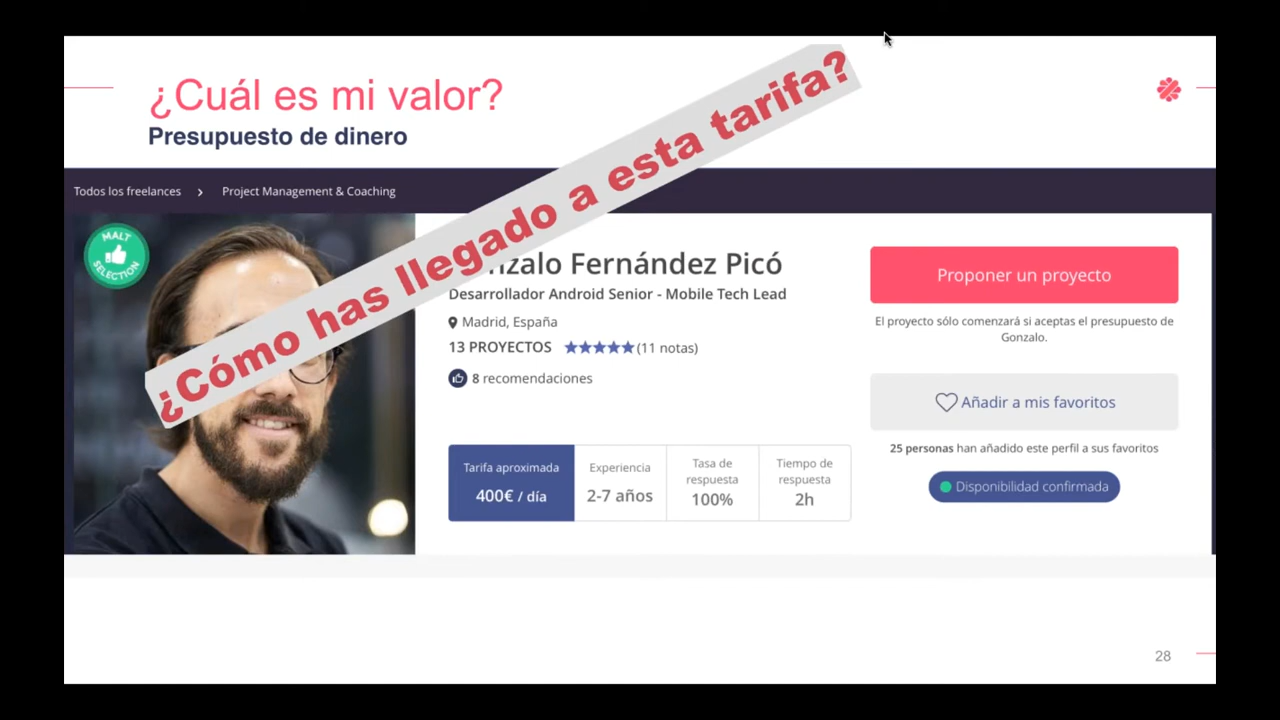 ¿Cuál es mi valor?
Presupuesto de dinero
¿Cómo has llegado a esta tarifa?
Todos los freelances > Project Management & Coaching
MALT
SELECTION
nzalo Fernández Picó
Desarrollador Android Senior - Mobile Tech Lead
Madrid, España
13 PROYECTOS ★★★★★(11 notas)
8 recomendaciones
Tarifa aproximada
400€ / día
Experiencia
2-7 años
Tasa de
respuesta
100%
Tiempo de
respuesta
2h
Proponer un proyecto
El proyecto sólo comenzará si aceptas el presupuesto de
Gonzalo.
Añadir a mis favoritos
25 personas han añadido este perfil a sus favoritos
Disponibilidad confirmada
28